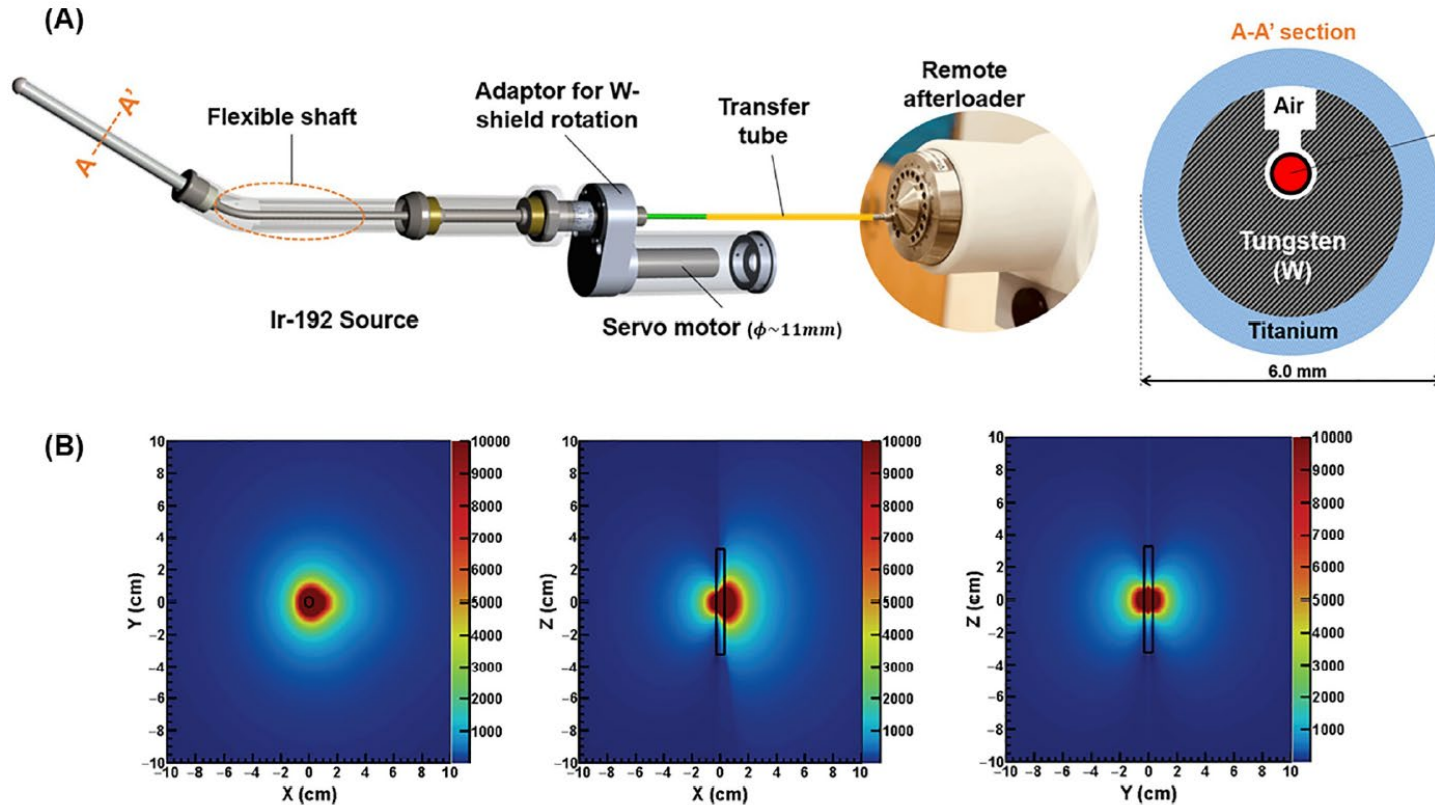 (A)
A-A' section
Adaptor for W-
shield rotation
Remote
afterloader
Flexible shaft
Transfer
tube
Air
A
A'
Tungsten
(W)
Ir-192 Source
Servo motor (ϕ~11mm)
Titanium
6.0 mm
(B)
10
8
6
4
2
0
−2
−4
−6
−8
−10
Y (cm)
−10 −8 −6 −4 −2 0 2 4 6 8 10
X (cm)
10000
9000
8000
7000
6000
5000
4000
3000
2000
1000
10
8
6
4
2
0
−2
−4
−6
−8
−10
Z (cm)
−10 −8 −6 −4 −2 0 2 4 6 8 10
X (cm)
10000
9000
8000
7000
6000
5000
4000
3000
2000
1000
10
8
6
4
2
0
−2
−4
−6
−8
−10
Z (cm)
−10 −8 −6 −4 −2 0 2 4 6 8 10
Y (cm)
10000
9000
8000
7000
6000
5000
4000
3000
2000
1000